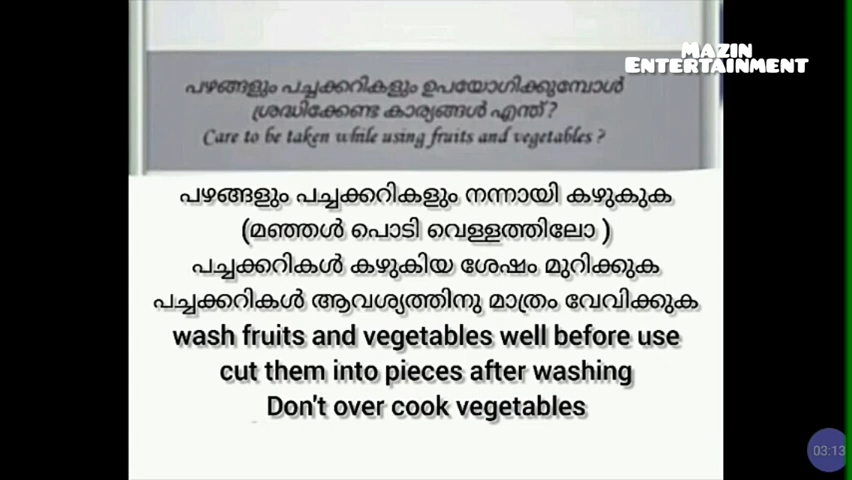 Mazin
Entertainment
പഴങ്ങളും പച്ചക്കറികളും ഉപയോഗിക്കുമ്പോൾ
ശ്രദ്ധിക്കേണ്ട കാര്യങ്ങൾ എന്ത് ?
Care to be taken while using fruits and vegetables ?
പഴങ്ങളും പച്ചക്കറികളും നന്നായി കഴുകുക
(മഞ്ഞൾ പൊടി വെള്ളത്തിലോ )
പച്ചക്കറികൾ കഴുകിയ ശേഷം മുറിക്കുക
പച്ചക്കറികൾ ആവശ്യത്തിനു മാത്രം വേവിക്കുക
wash fruits and vegetables well before use
cut them into pieces after washing
Don't over cook vegetables
03:13